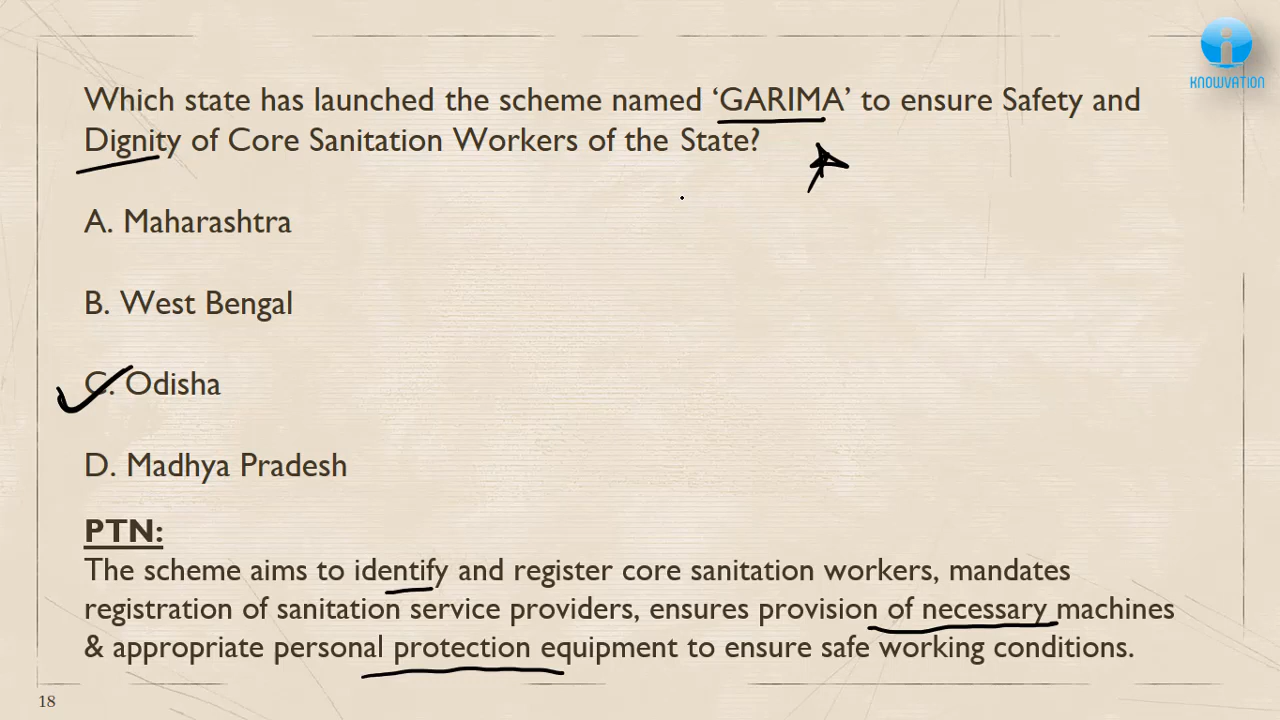 KNOWVATION
Which state has launched the scheme named ‘GARIMA’ to ensure Safety and
Dignity of Core Sanitation Workers of the State?
A. Maharashtra
B. West Bengal
C. Odisha
D. Madhya Pradesh
PTN:
The scheme aims to identify and register core sanitation workers, mandates
registration of sanitation service providers, ensures provision of necessary machines
& appropriate personal protection equipment to ensure safe working conditions.
18